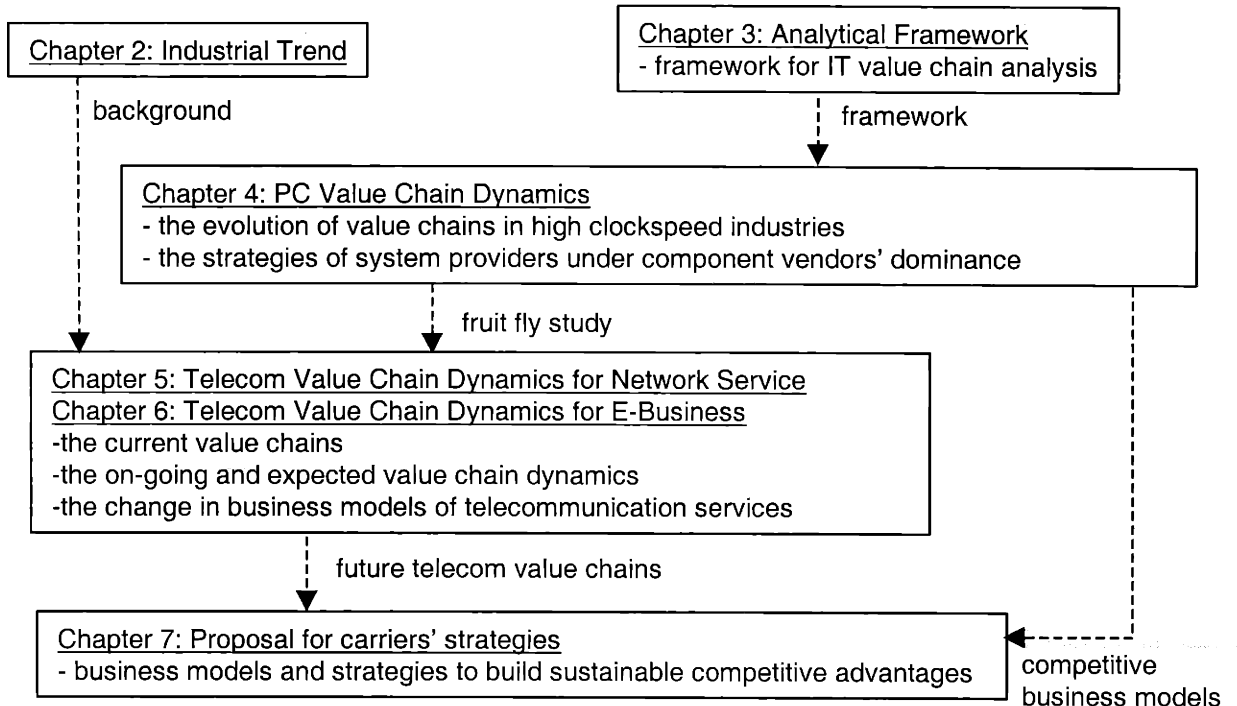 Chapter 2: Industrial Trend
Chapter 3: Analytical Framework
- framework for IT value chain analysis
background
framework
Chapter 4: PC Value Chain Dynamics
- the evolution of value chains in high clockspeed industries
- the strategies of system providers under component vendors' dominance
fruit fly study
Chapter 5: Telecom Value Chain Dynamics for Network Service
Chapter 6: Telecom Value Chain Dynamics for E-Business
-the current value chains
-the on-going and expected value chain dynamics
-the change in business models of telecommunication services
future telecom value chains
Chapter 7: Proposal for carriers' strategies
- business models and strategies to build sustainable competitive advantages
competitive
business models